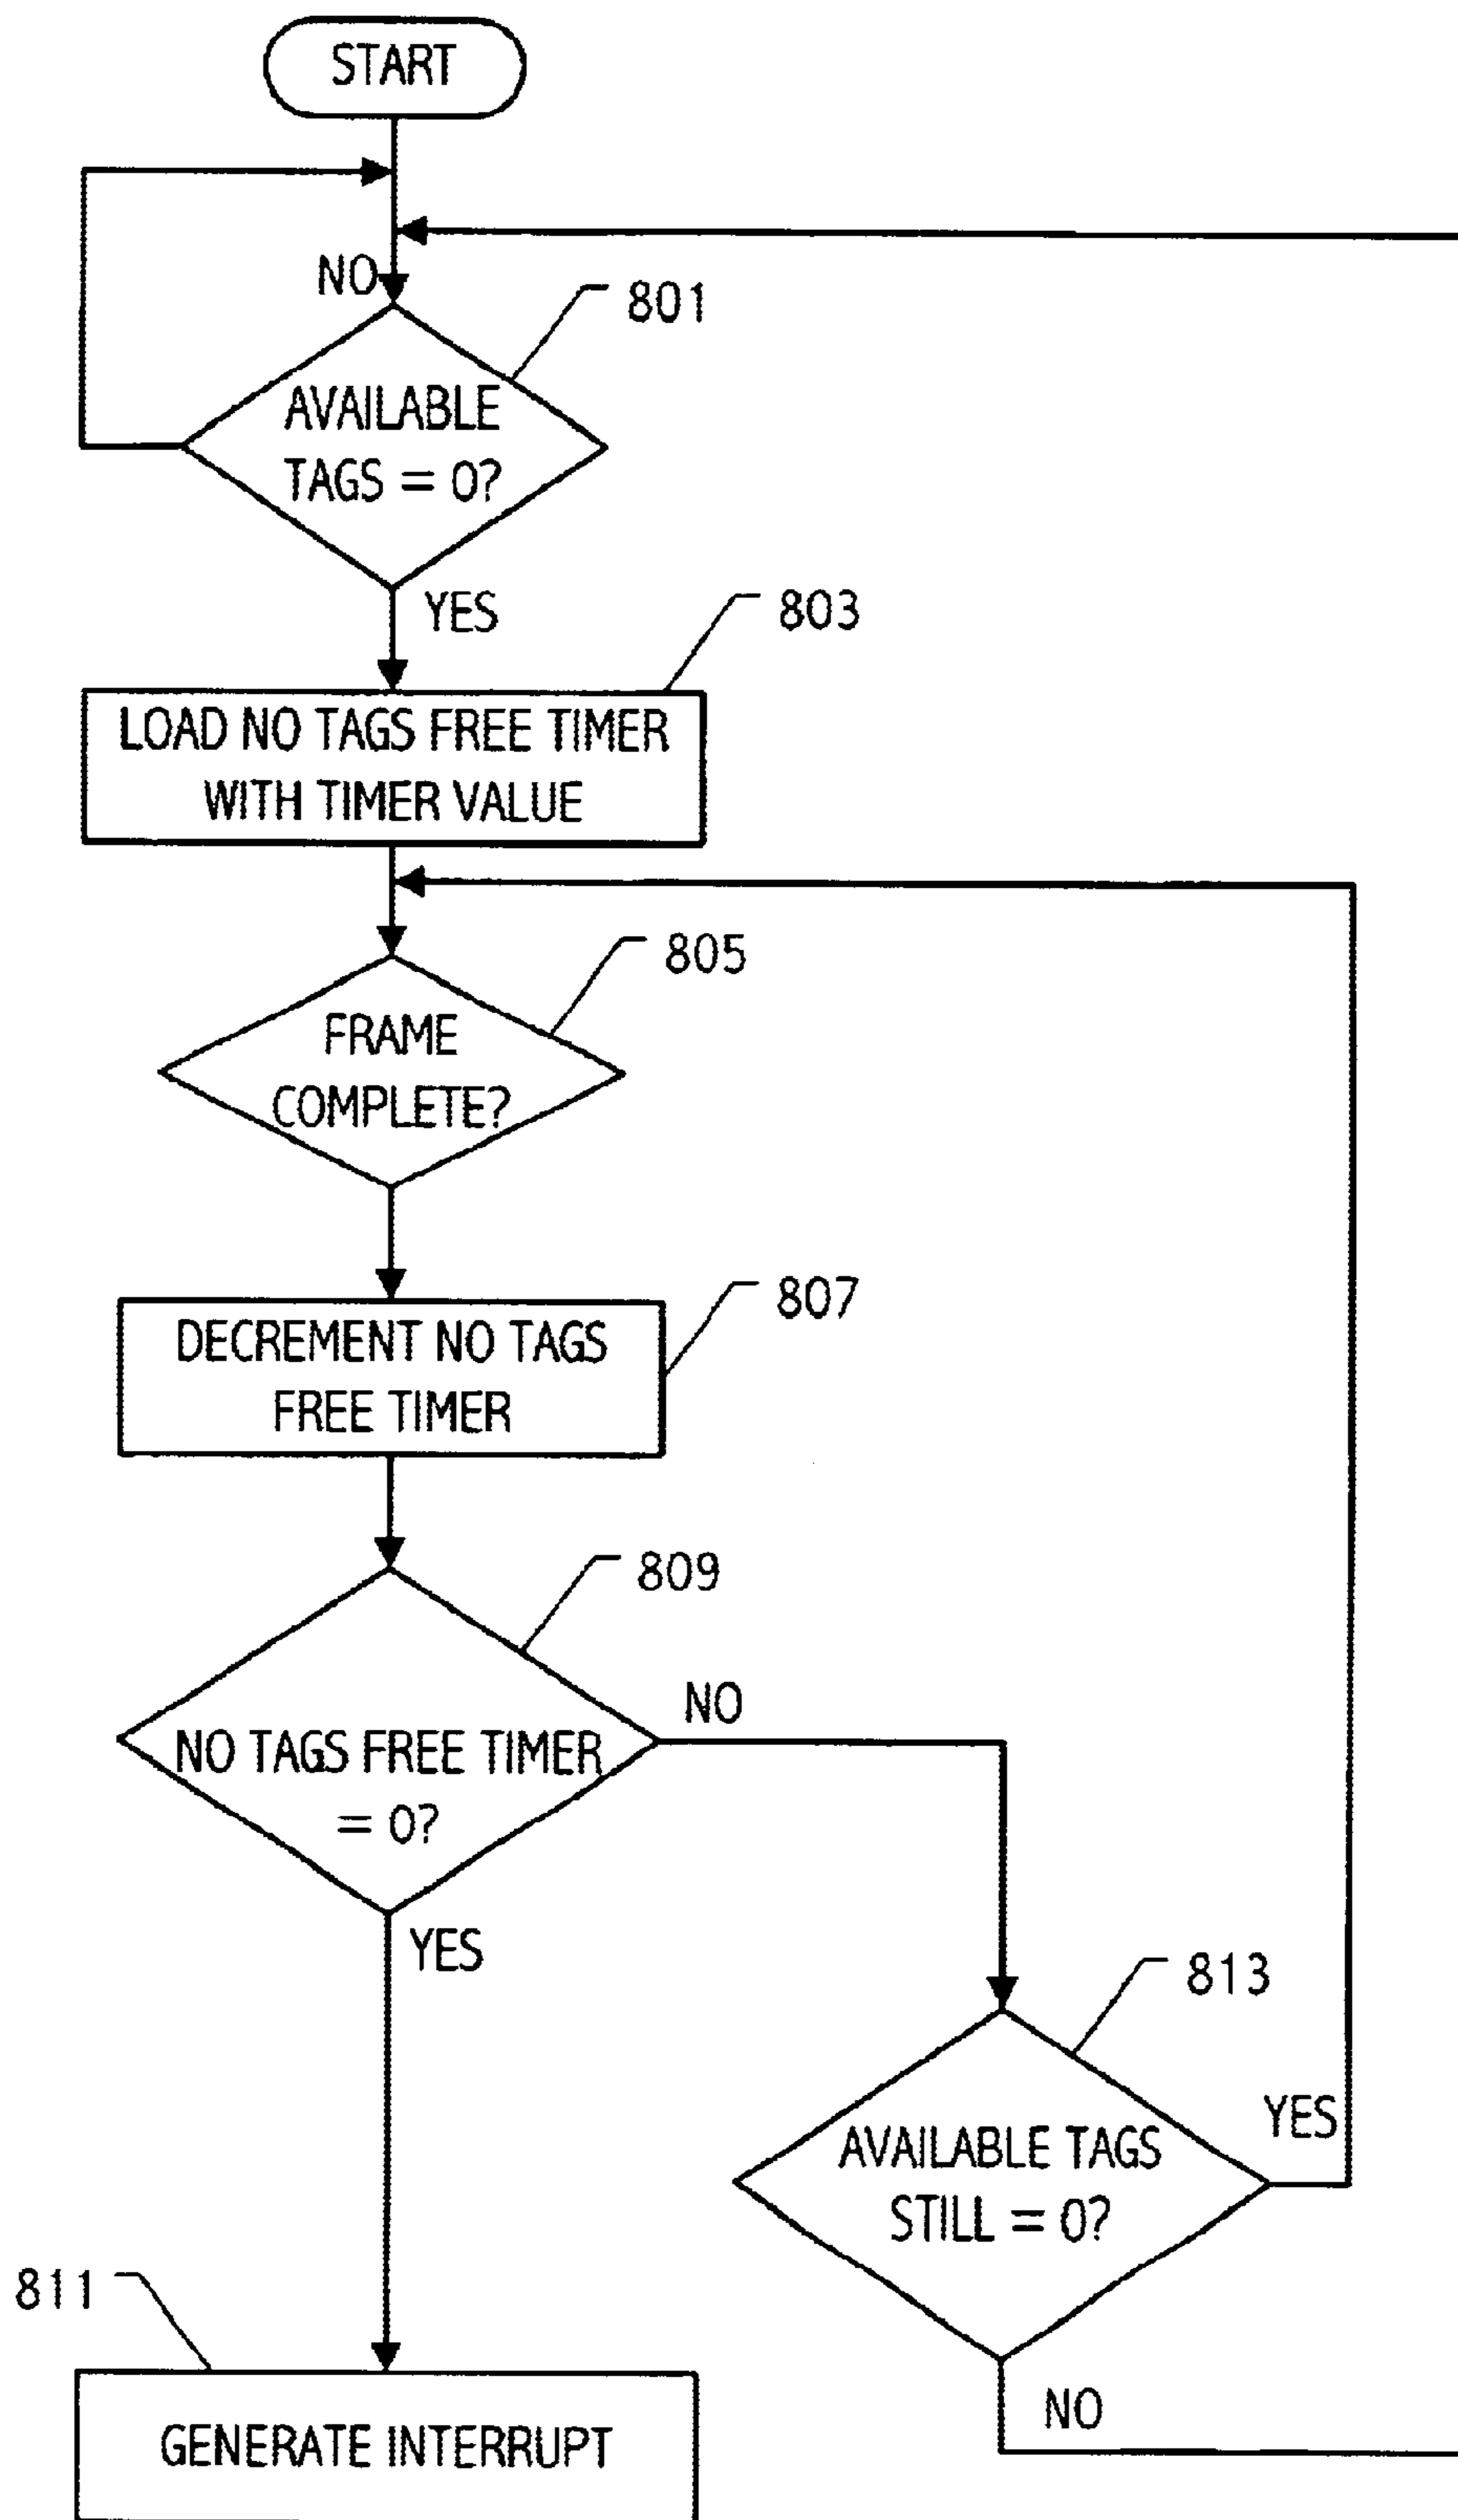 START
NO
801
AVAILABLE
TAGS = 0?
YES
803
LOAD NO TAGS FREE TIMER
WITH TIMER VALUE
805
FRAME
COMPLETE?
807
DECREMENT NO TAGS
FREE TIMER
809
NO
NO TAGS FREE TIMER
= 0?
YES
813
YES
AVAILABLE TAGS
STILL = 0?
811
NO
GENERATE INTERRUPT